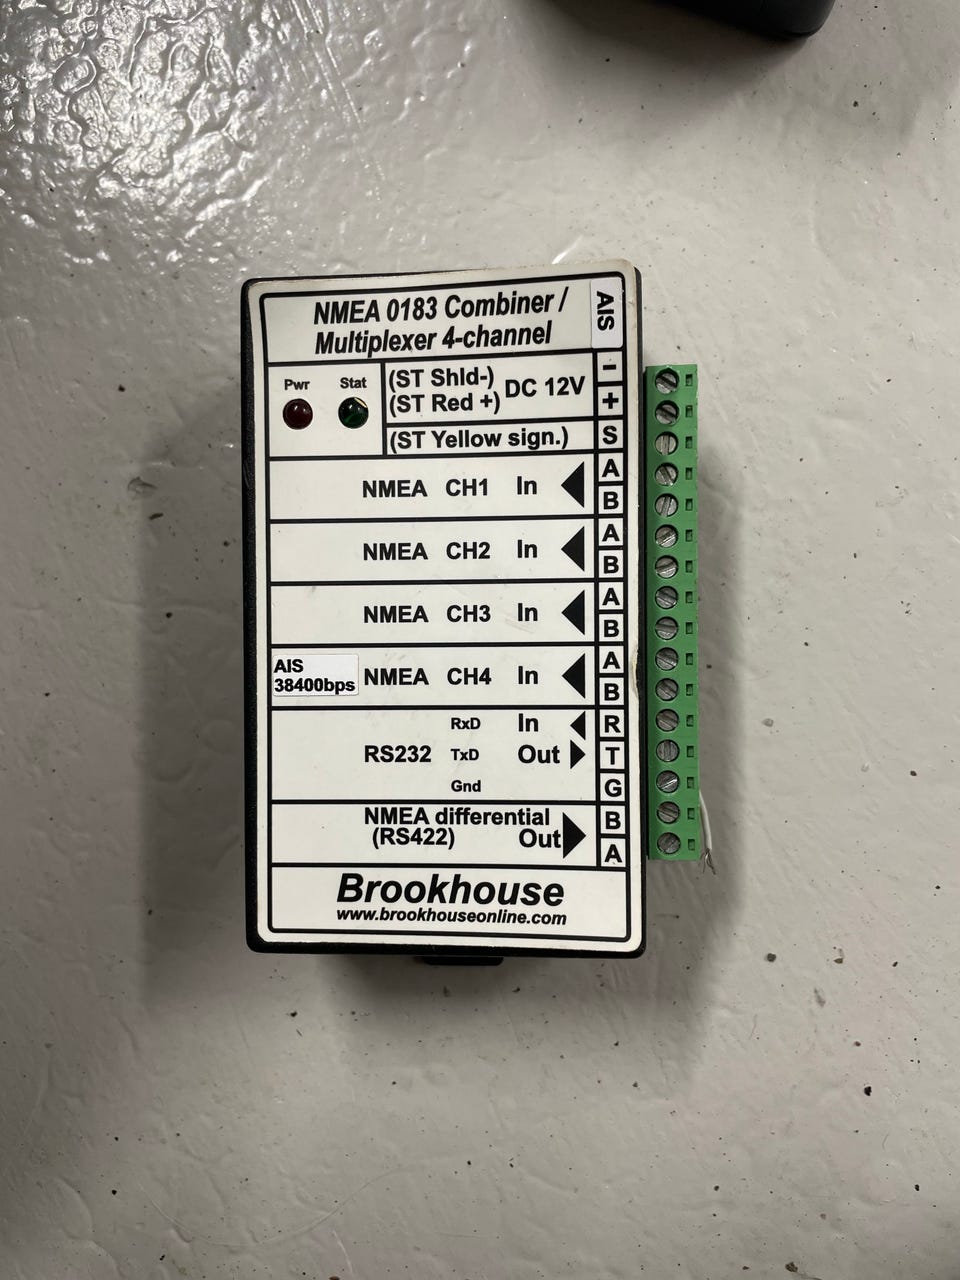 NMEA 0183 Combiner /
Multiplexer 4-channel
AIS
Pwr Stat
(ST Shld-) DC 12V -
(ST Red +) +
(ST Yellow sign.) S
NMEA CH1 In A
B
NMEA CH2 In A
B
NMEA CH3 In A
B
AIS
38400bps
NMEA CH4 In A
B
RxD In R
RS232 TxD Out T
Gnd G
NMEA differential B
(RS422) Out A
Brookhouse
www.brookhouseonline.com